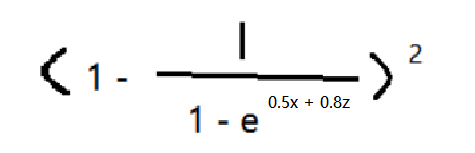 (1 - 1
1 - e 0.5x + 0.8z
) 2